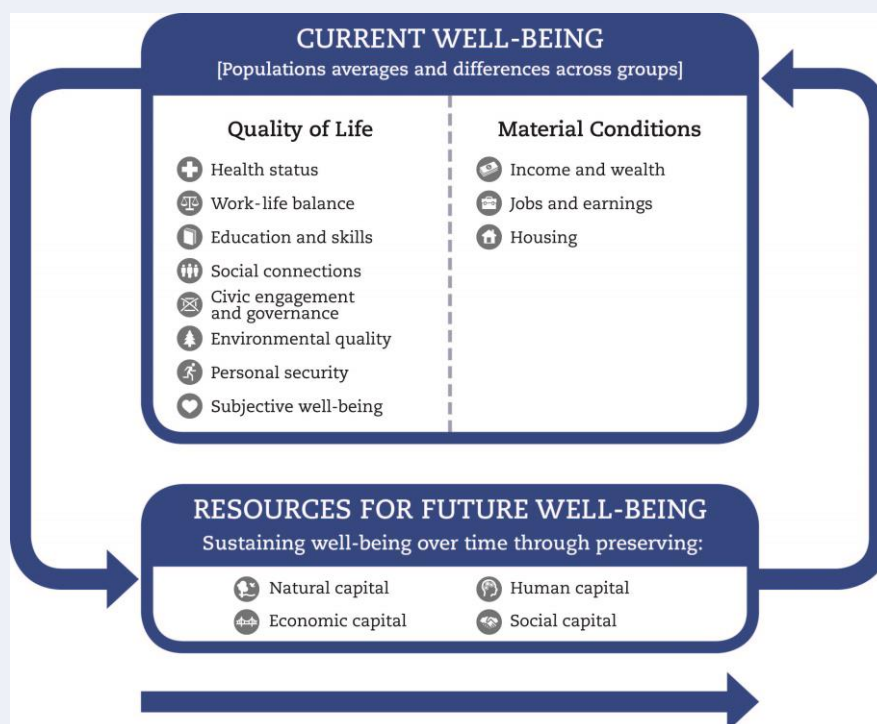 CURRENT WELL-BEING
[Populations averages and differences across groups]
Quality of Life
Health status
Work-life balance
Education and skills
Social connections
Civic engagement
and governance
Environmental quality
Personal security
Subjective well-being
Material Conditions
Income and wealth
Jobs and earnings
Housing
RESOURCES FOR FUTURE WELL-BEING
Sustaining well-being over time through preserving:
Natural capital
Human capital
Economic capital
Social capital